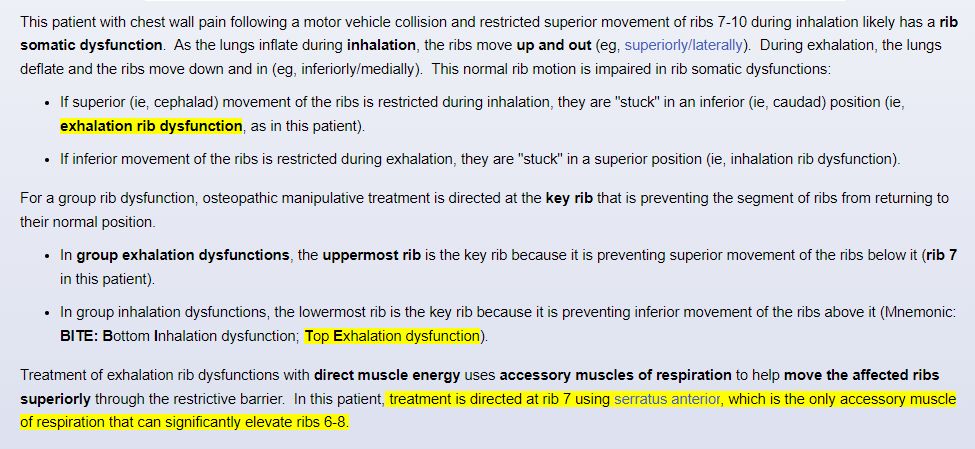 This patient with chest wall pain following a motor vehicle collision and restricted superior movement of ribs 7-10 during inhalation likely has a rib
somatic dysfunction.  As the lungs inflate during inhalation, the ribs move up and out (eg, superiorly/laterally).  During exhalation, the lungs
deflate and the ribs move down and in (eg, inferiorly/medially).  This normal rib motion is impaired in rib somatic dysfunctions:
• If superior (ie, cephalad) movement of the ribs is restricted during inhalation, they are "stuck" in an inferior (ie, caudad) position (ie,
exhalation rib dysfunction, as in this patient).
• If inferior movement of the ribs is restricted during exhalation, they are "stuck" in a superior position (ie, inhalation rib dysfunction).
For a group rib dysfunction, osteopathic manipulative treatment is directed at the key rib that is preventing the segment of ribs from returning to
their normal position.
• In group exhalation dysfunctions, the uppermost rib is the key rib because it is preventing superior movement of the ribs below it (rib 7
in this patient).
• In group inhalation dysfunctions, the lowermost rib is the key rib because it is preventing inferior movement of the ribs above it (Mnemonic:
BITE: Bottom Inhalation dysfunction; Top Exhalation dysfunction).
Treatment of exhalation rib dysfunctions with direct muscle energy uses accessory muscles of respiration to help move the affected ribs
superiorly through the restrictive barrier.  In this patient, treatment is directed at rib 7 using serratus anterior, which is the only accessory muscle
of respiration that can significantly elevate ribs 6-8.